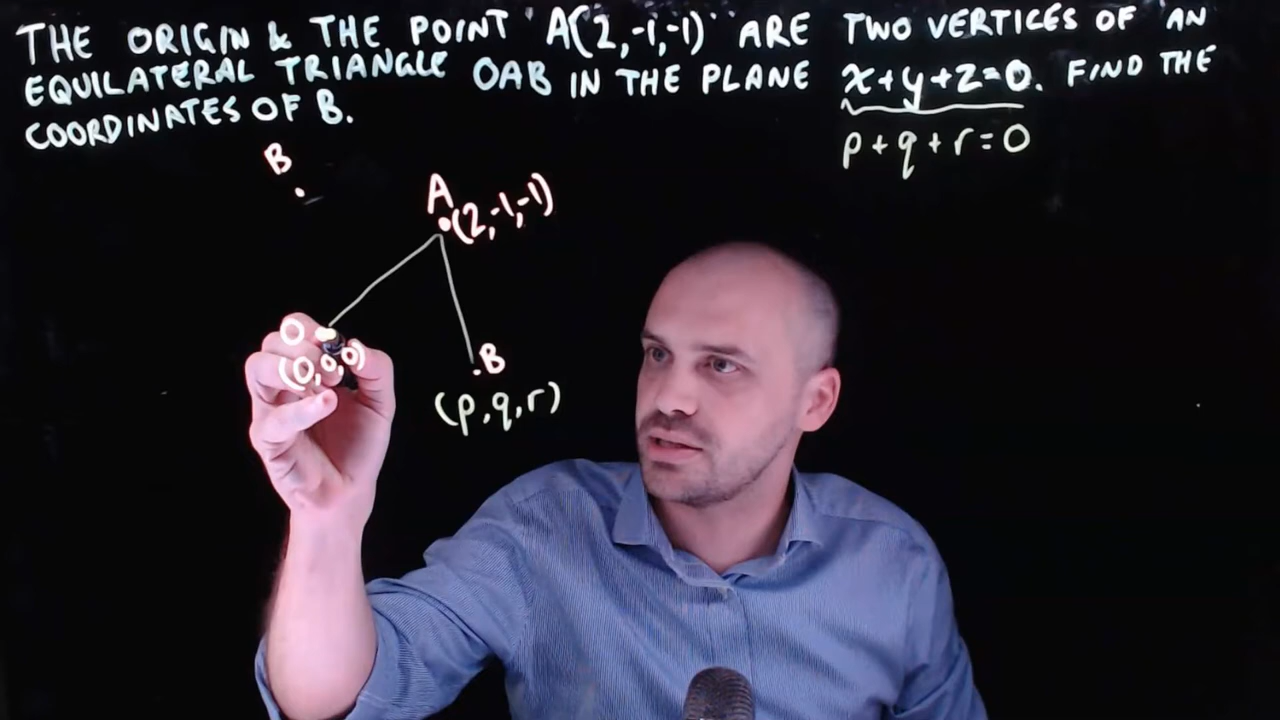 THE ORIGIN & THE POINT A(2,-1,-1) ARE TWO VERTICES OF AN
EQUILATERAL TRIANGLE OAB IN THE PLANE x+y+z=0. FIND THE
COORDINATES OF B.
p+q+r=0
B
A
(2,-1,-1)
O
(0,0,0)
B
(p,q,r)